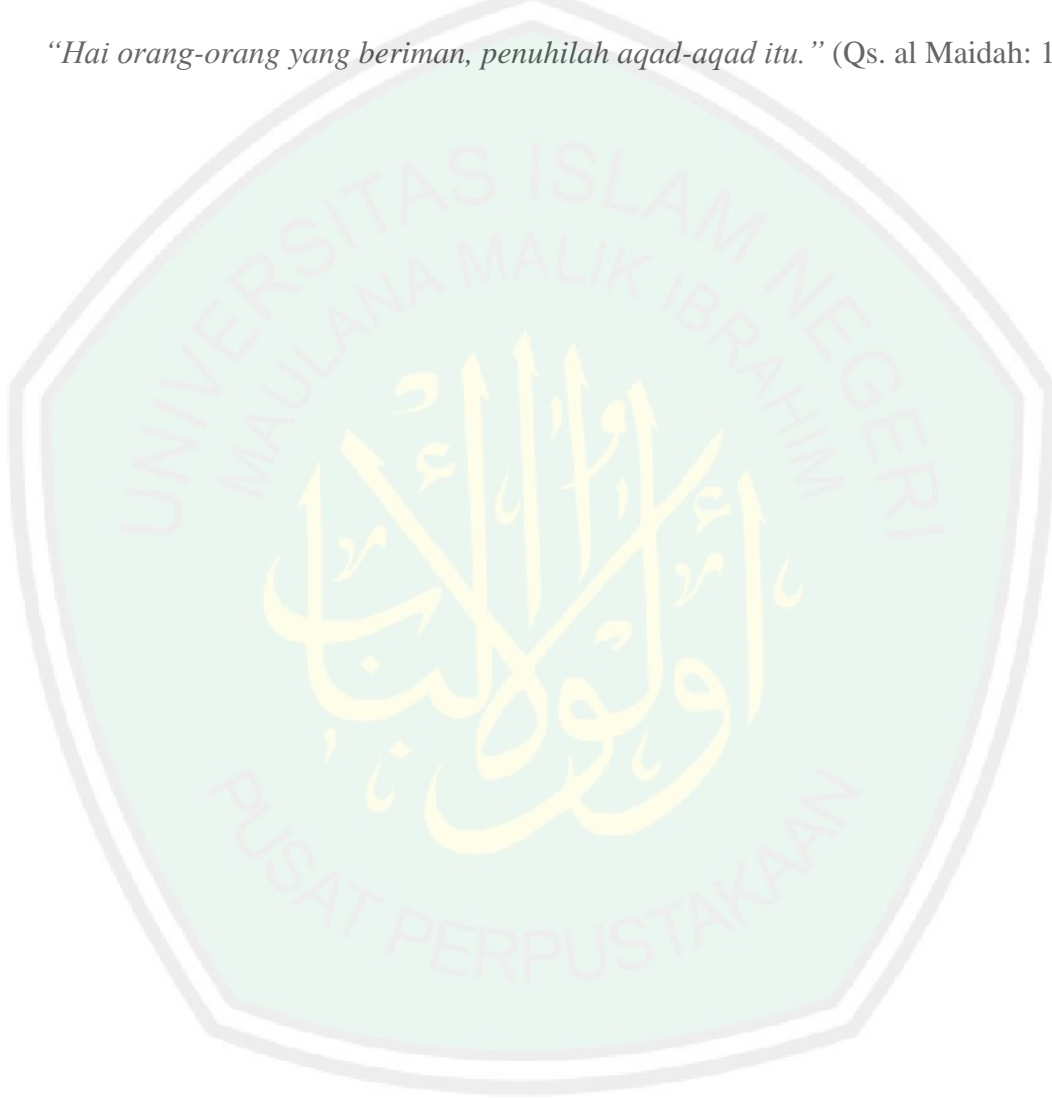 “Hai orang-orang yang beriman, penuhilah aqad-aqad itu.” (Qs. al Maidah: 1
UNIVERSITAS ISLAM NEGERI
MAULANA MALIK IBRAHIM
PUSAT PERPUSTAKAAN